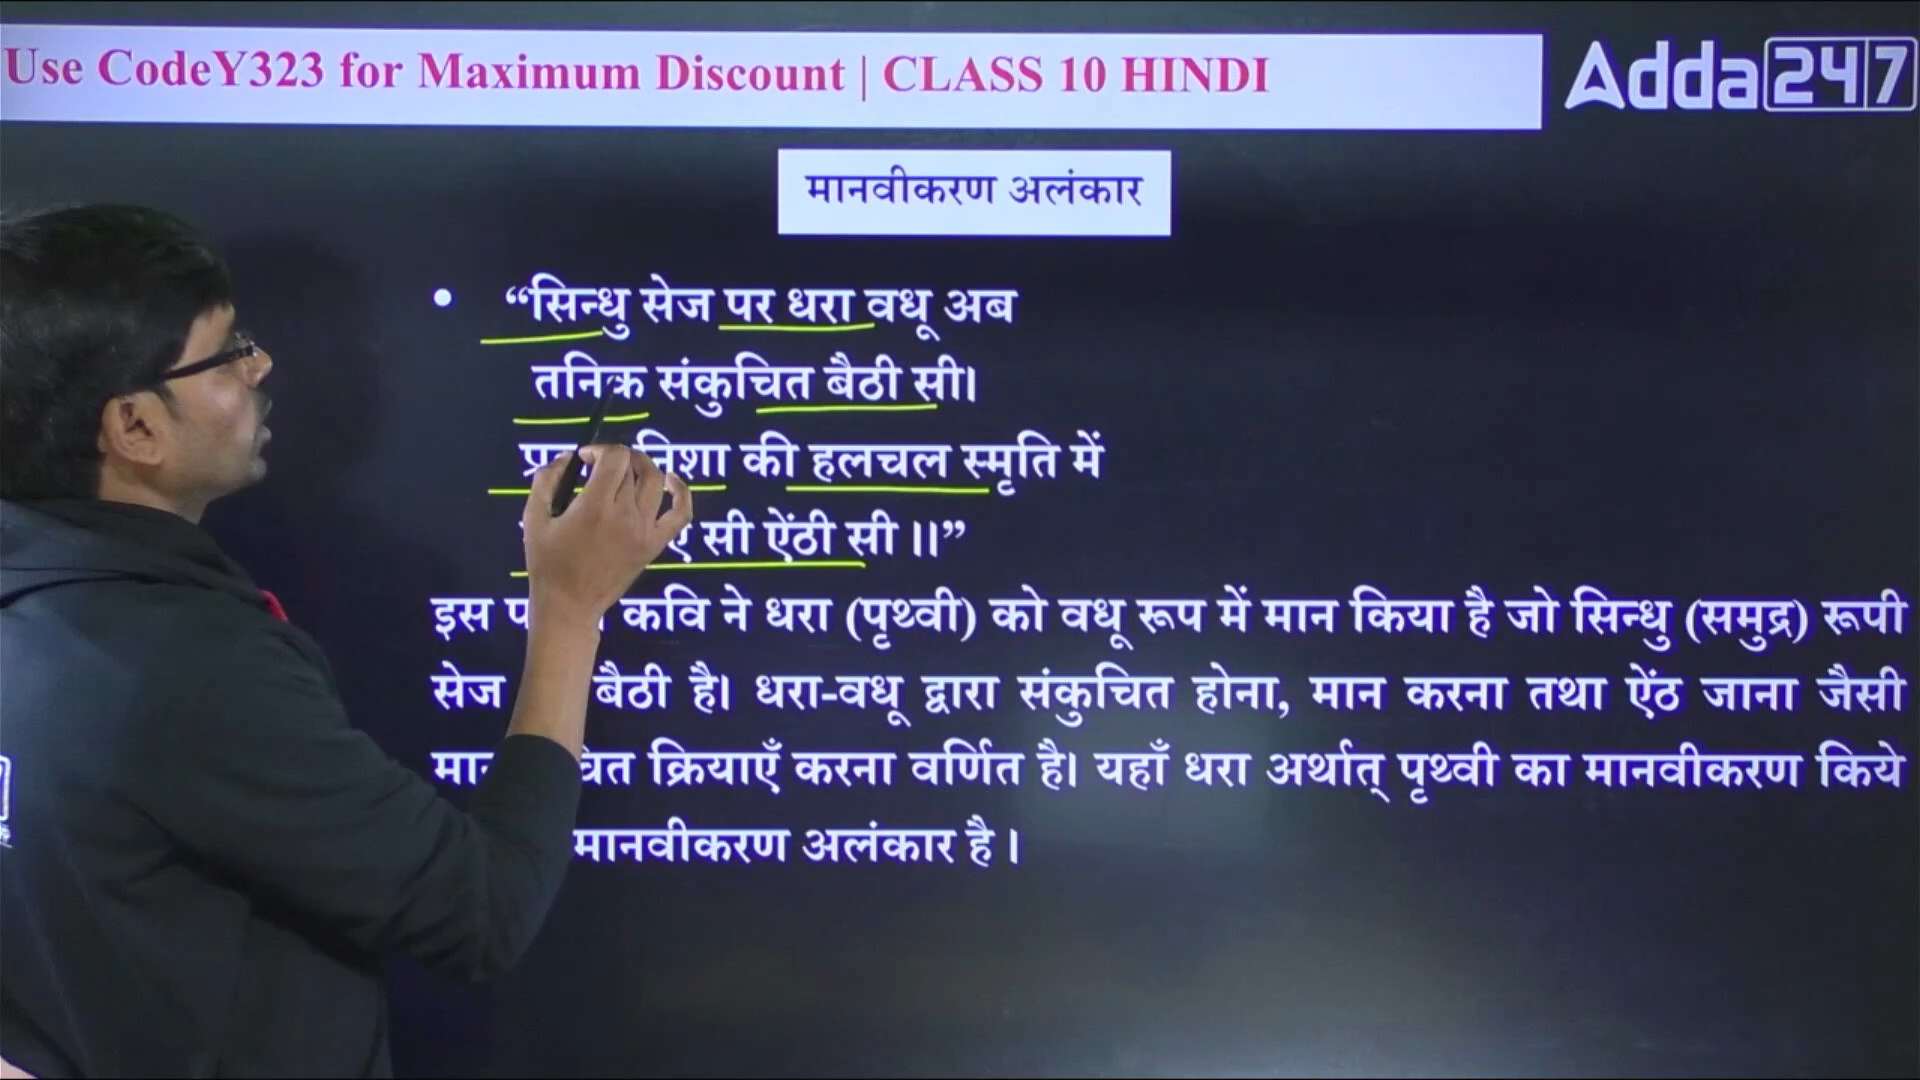 Use CodeY323 for Maximum Discount | CLASS 10 HINDI
Adda247
मानवीकरण अलंकार
• “सिन्धु सेज पर धरा वधू अब
तनिक संकुचित बैठी सी।
की हलचल स्मृति में
सी ऐंठी सी ।।”
इस कवि ने धरा (पृथ्वी) को वधू रूप में मान किया है जो सिन्धु (समुद्र) रूपी
सेज बैठी है। धरा-वधू द्वारा संकुचित होना, मान करना तथा ऐंठ जाना जैसी
क्रियाएँ करना वर्णित है। यहाँ धरा अर्थात् पृथ्वी का मानवीकरण किये
मानवीकरण अलंकार है ।